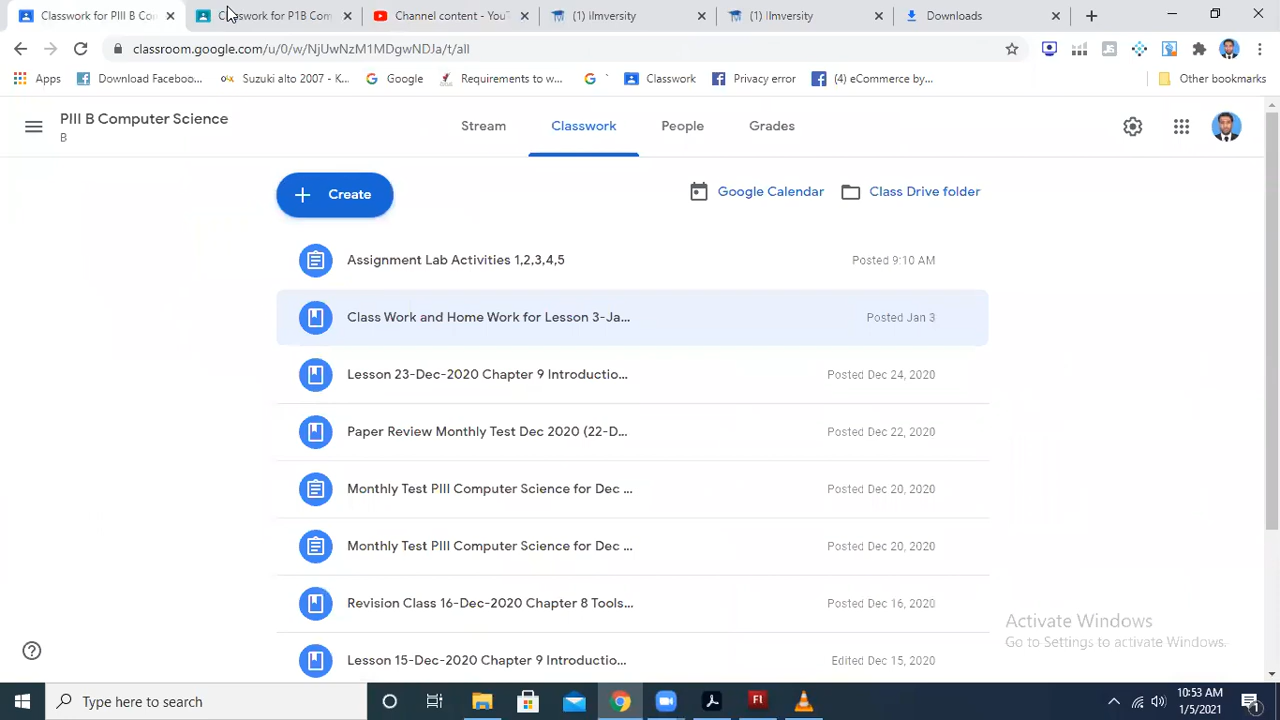 Classwork for PIII B Co
Classwork for P1B Com
Channel content - YouT
(1) ilmversity
(1) ilmversity
Downloads
classroom.google.com/u/0/w/NjUwNzM1MDgwNDJa/t/all
Apps
Download Faceboo...
Suzuki alto 2007 - K...
Google
Requirements to w...
`
Classwork
Privacy error
(4) eCommerce by...
Other bookmarks
PIII B Computer Science
B
Stream
Classwork
People
Grades
Create
Google Calendar
Class Drive folder
Assignment Lab Activities 1,2,3,4,5
Posted 9:10 AM
Class Work and Home Work for Lesson 3-Ja...
Posted Jan 3
Lesson 23-Dec-2020 Chapter 9 Introductio...
Posted Dec 24, 2020
Paper Review Monthly Test Dec 2020 (22-D...
Posted Dec 22, 2020
Monthly Test PIII Computer Science for Dec ...
Posted Dec 20, 2020
Monthly Test PIII Computer Science for Dec ...
Posted Dec 20, 2020
Revision Class 16-Dec-2020 Chapter 8 Tools...
Posted Dec 16, 2020
Lesson 15-Dec-2020 Chapter 9 Introductio...
Edited Dec 15, 2020
Activate Windows
Go to Settings to activate Windows.
Type here to search
10:53 AM
1/5/2021